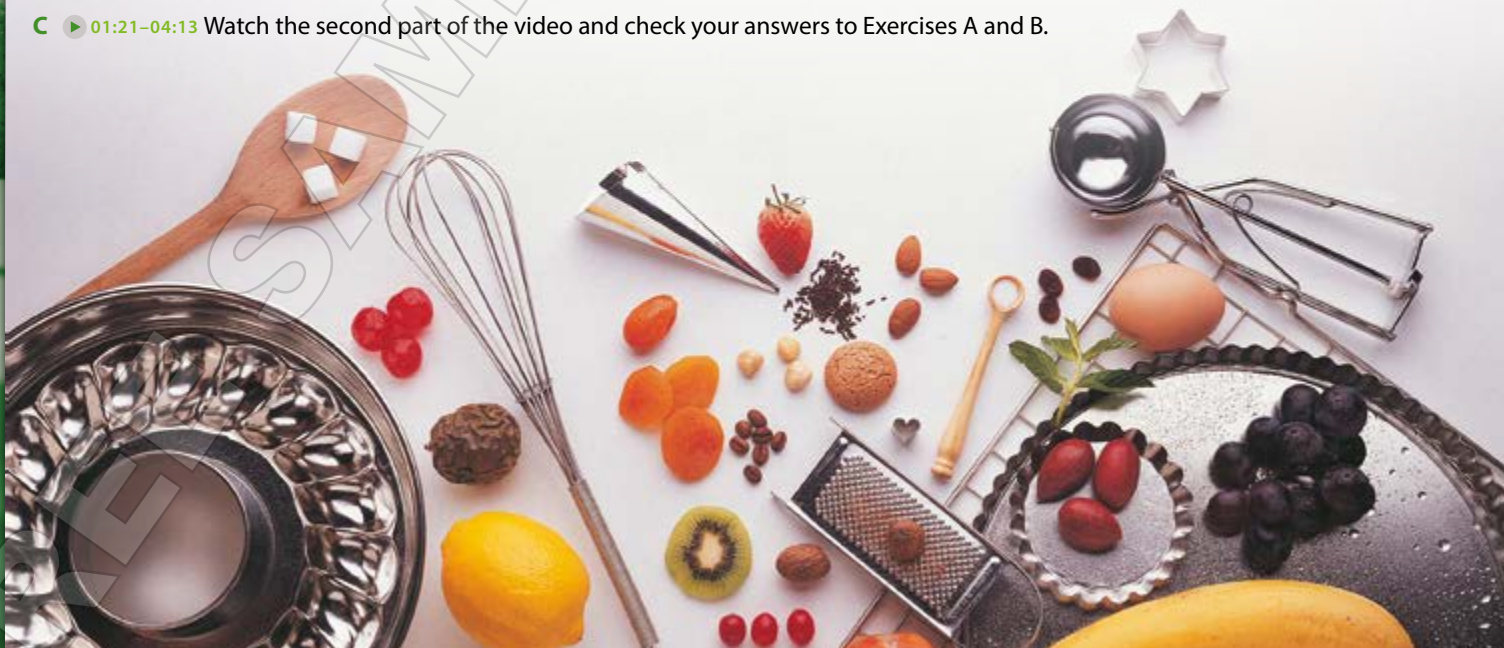 C 01:21–04:13 Watch the second part of the video and check your answers to Exercises A and B.